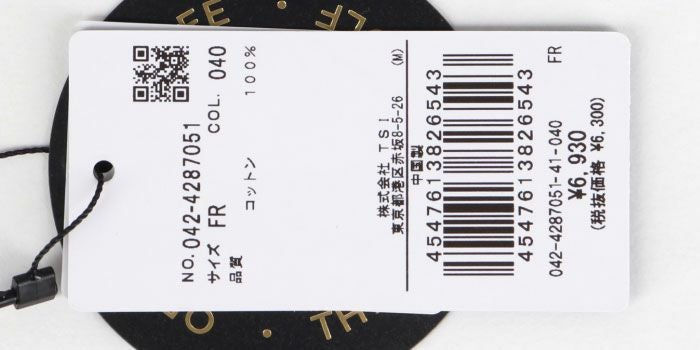 NO. 042-4287051
サイズ FR COL. 040
品質
コットン 100%
株式会社 TSI
東京都港区赤坂8-5-26 (M)
中国製
4547613826543
4547613826543
042-4287051-41-040 FR
¥6,930
(税抜価格 ¥6,300)